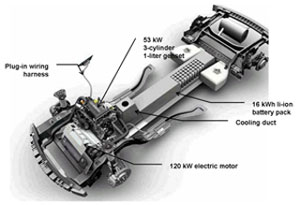 53 kW
3-cylinder
1-liter genset
Plug-in wiring
harness
16 kWh li-ion
battery pack
Cooling duct
120 kW electric motor